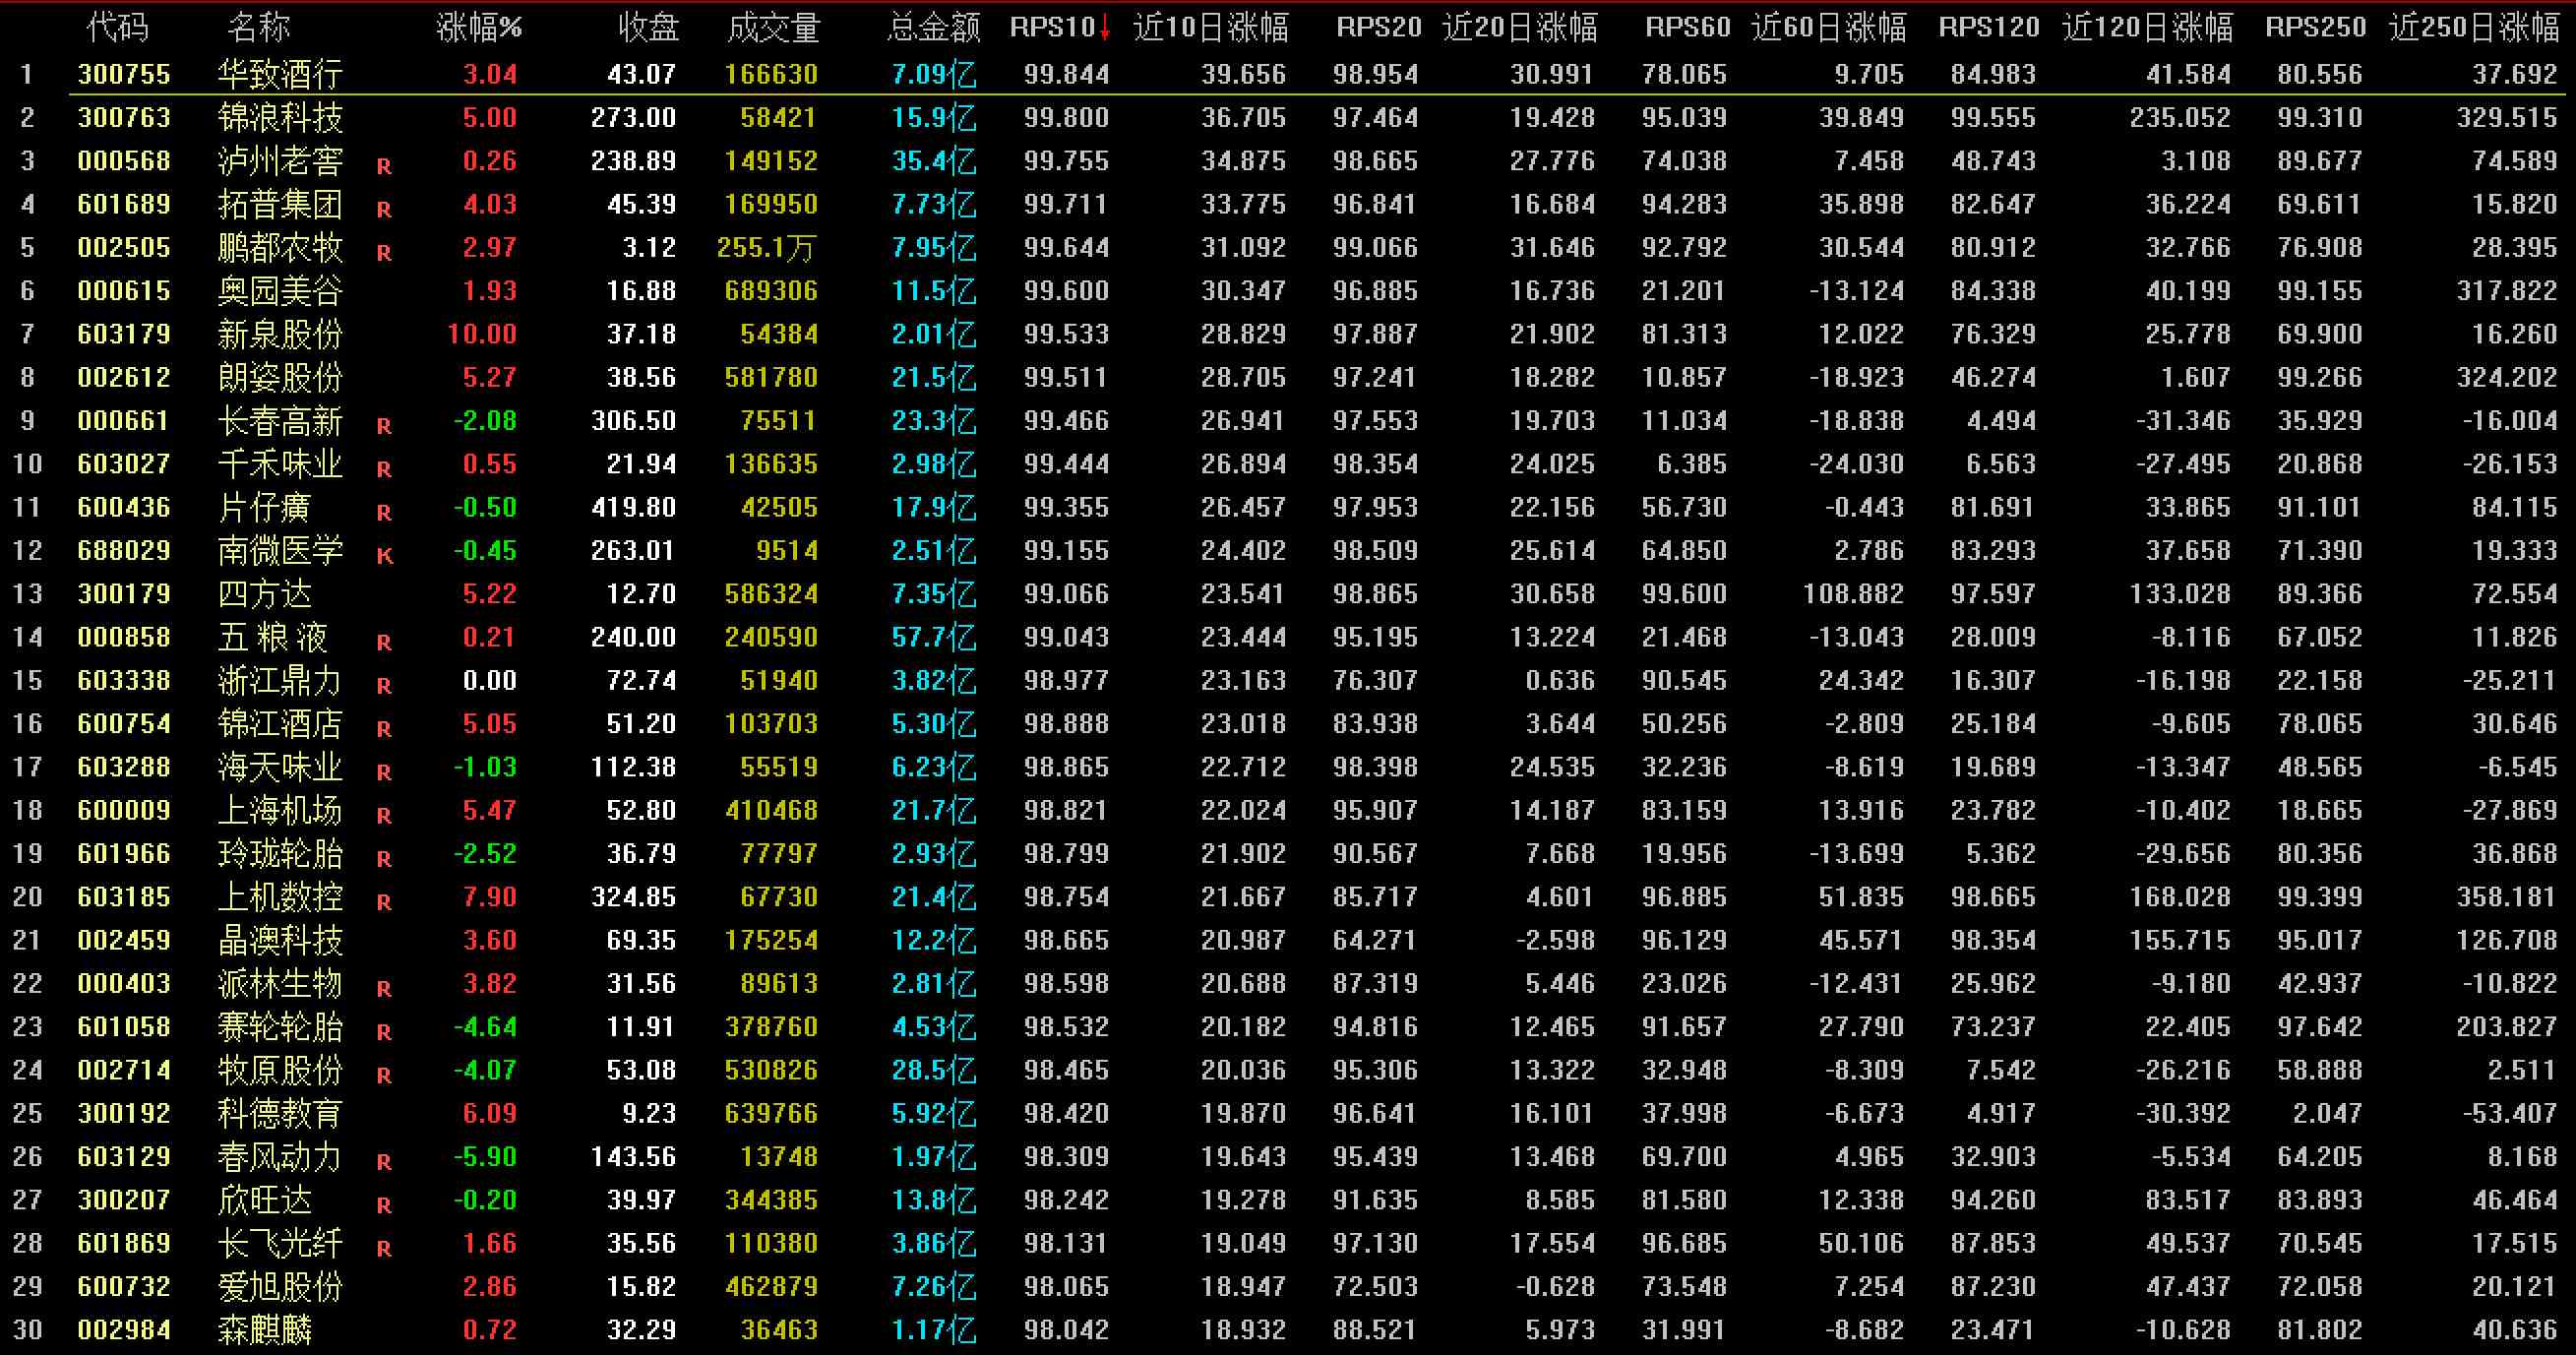 代码 名称 涨幅% 收盘 成交量 总金额 RPS10↓ 近10日涨幅 RPS20 近20日涨幅 RPS60 近60日涨幅 RPS120 近120日涨幅 RPS250 近250日涨幅
1 300755 华致酒行 3.04 43.07 166630 7.09亿 99.844 39.656 98.954 30.991 78.065 9.705 84.983 41.584 80.556 37.692
2 300763 锦浪科技 5.00 273.00 58421 15.9亿 99.800 36.705 97.464 19.428 95.039 39.849 99.555 235.052 99.310 329.515
3 000568 泸州老窖 R 0.26 238.89 149152 35.4亿 99.755 34.875 98.665 27.776 74.038 7.458 48.743 3.108 89.677 74.589
4 601689 拓普集团 R 4.03 45.39 169950 7.73亿 99.711 33.775 96.841 16.684 94.283 35.898 82.647 36.224 69.611 15.820
5 002505 鹏都农牧 R 2.97 3.12 255.1万 7.95亿 99.644 31.092 99.066 31.646 92.792 30.544 80.912 32.766 76.908 28.395
6 000615 奥园美谷 1.93 16.88 689306 11.5亿 99.600 30.347 96.885 16.736 21.201 -13.124 84.338 40.199 99.155 317.822
7 603179 新泉股份 10.00 37.18 54384 2.01亿 99.533 28.829 97.887 21.902 81.313 12.022 76.329 25.778 69.900 16.260
8 002612 朗姿股份 5.27 38.56 581780 21.5亿 99.511 28.705 97.241 18.282 10.857 -18.923 46.274 1.607 99.266 324.202
9 000661 长春高新 R -2.08 306.50 75511 23.3亿 99.466 26.941 97.553 19.703 11.034 -18.838 4.494 -31.346 35.929 -16.004
10 603027 千禾味业 R 0.55 21.94 136635 2.98亿 99.444 26.894 98.354 24.025 6.385 -24.030 6.563 -27.495 20.868 -26.153
11 600436 片仔癀 R -0.50 419.80 42505 17.9亿 99.355 26.457 97.953 22.156 56.730 -0.443 81.691 33.865 91.101 84.115
12 688029 南微医学 K -0.45 263.01 9514 2.51亿 99.155 24.402 98.509 25.614 64.850 2.786 83.293 37.658 71.390 19.333
13 300179 四方达 5.22 12.70 586324 7.35亿 99.066 23.541 98.865 30.658 99.600 108.882 97.597 133.028 89.366 72.554
14 000858 五 粮 液 R 0.21 240.00 240590 57.7亿 99.043 23.444 95.195 13.224 21.468 -13.043 28.009 -8.116 67.052 11.826
15 603338 浙江鼎力 R 0.00 72.74 51940 3.82亿 98.977 23.163 76.307 0.636 90.545 24.342 16.307 -16.198 22.158 -25.211
16 600754 锦江酒店 R 5.05 51.20 103703 5.30亿 98.888 23.018 83.938 3.644 50.256 -2.809 25.184 -9.605 78.065 30.646
17 603288 海天味业 R -1.03 112.38 55519 6.23亿 98.865 22.712 98.398 24.535 32.236 -8.619 19.689 -13.347 48.565 -6.545
18 600009 上海机场 R 5.47 52.80 410468 21.7亿 98.821 22.024 95.907 14.187 83.159 13.916 23.782 -10.402 18.665 -27.869
19 601966 玲珑轮胎 R -2.52 36.79 77797 2.93亿 98.799 21.902 90.567 7.668 19.956 -13.699 5.362 -29.656 80.356 36.868
20 603185 上机数控 R 7.90 324.85 67730 21.4亿 98.754 21.667 85.717 4.601 96.885 51.835 98.665 168.028 99.399 358.181
21 002459 晶澳科技 3.60 69.35 175254 12.2亿 98.665 20.987 64.271 -2.598 96.129 45.571 98.354 155.715 95.017 126.708
22 000403 派林生物 R 3.82 31.56 89613 2.81亿 98.598 20.688 87.319 5.446 23.026 -12.431 25.962 -9.180 42.937 -10.822
23 601058 赛轮轮胎 R -4.64 11.91 378760 4.53亿 98.532 20.182 94.816 12.465 91.657 27.790 73.237 22.405 97.642 203.827
24 002714 牧原股份 R -4.07 53.08 530826 28.5亿 98.465 20.036 95.306 13.322 32.948 -8.309 7.542 -26.216 58.888 2.511
25 300192 科德教育 6.09 9.23 639766 5.92亿 98.420 19.870 96.641 16.101 37.998 -6.673 4.917 -30.392 2.047 -53.407
26 603129 春风动力 R -5.90 143.56 13748 1.97亿 98.309 19.643 95.439 13.468 69.700 4.965 32.903 -5.534 64.205 8.168
27 300207 欣旺达 R -0.20 39.97 344385 13.8亿 98.242 19.278 91.635 8.585 81.580 12.338 94.260 83.517 83.893 46.464
28 601869 长飞光纤 R 1.66 35.56 110380 3.86亿 98.131 19.049 97.130 17.554 96.685 50.106 87.853 49.537 70.545 17.515
29 600732 爱旭股份 2.86 15.82 462879 7.26亿 98.065 18.947 72.503 -0.628 73.548 7.254 87.230 47.437 72.058 20.121
30 002984 森麒麟 0.72 32.29 36463 1.17亿 98.042 18.932 88.521 5.973 31.991 -8.682 23.471 -10.628 81.802 40.636